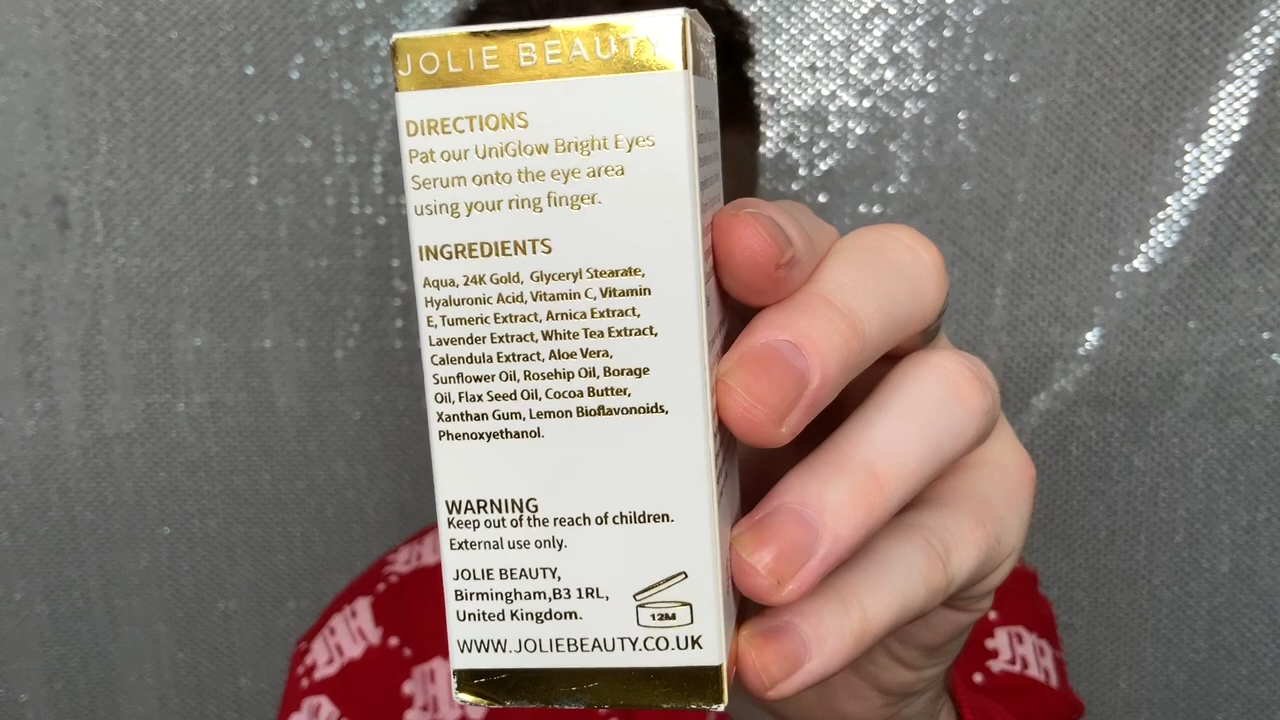 JOLIE BEAUTY
DIRECTIONS
Pat our UniGlow Bright Eyes
Serum onto the eye area
using your ring finger.
INGREDIENTS
Aqua, 24K Gold, Glyceryl Stearate,
Hyaluronic Acid, Vitamin C, Vitamin
E, Tumeric Extract, Arnica Extract,
Lavender Extract, White Tea Extract,
Calendula Extract, Aloe Vera,
Sunflower Oil, Rosehip Oil, Borage
Oil, Flax Seed Oil, Cocoa Butter,
Xanthan Gum, Lemon Bioflavonoids,
Phenoxyethanol.
WARNING
Keep out of the reach of children.
External use only.
JOLIE BEAUTY,
Birmingham,B3 1RL,
United Kingdom.
12M
WWW.JOLIEBEAUTY.CO.UK